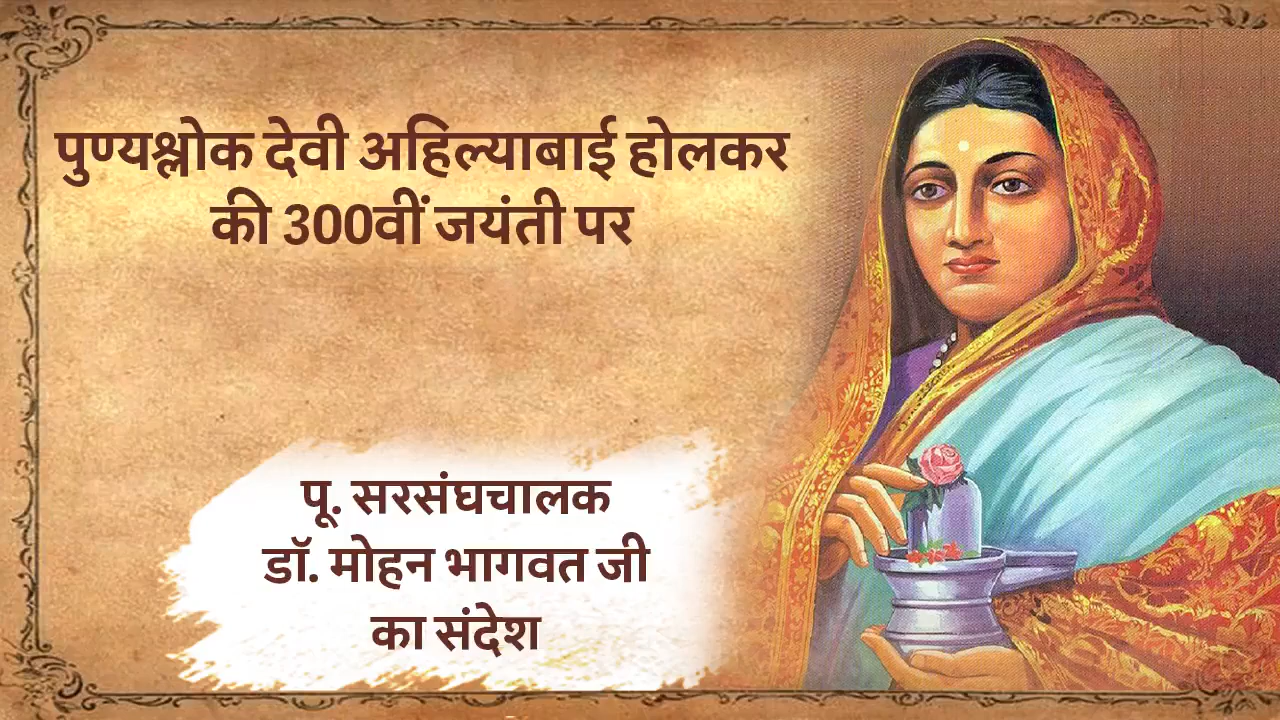 पुण्यश्लोक देवी अहिल्याबाई होलकर
की 300वीं जयंती पर
पू. सरसंघचालक
डॉ. मोहन भागवत जी
का संदेश